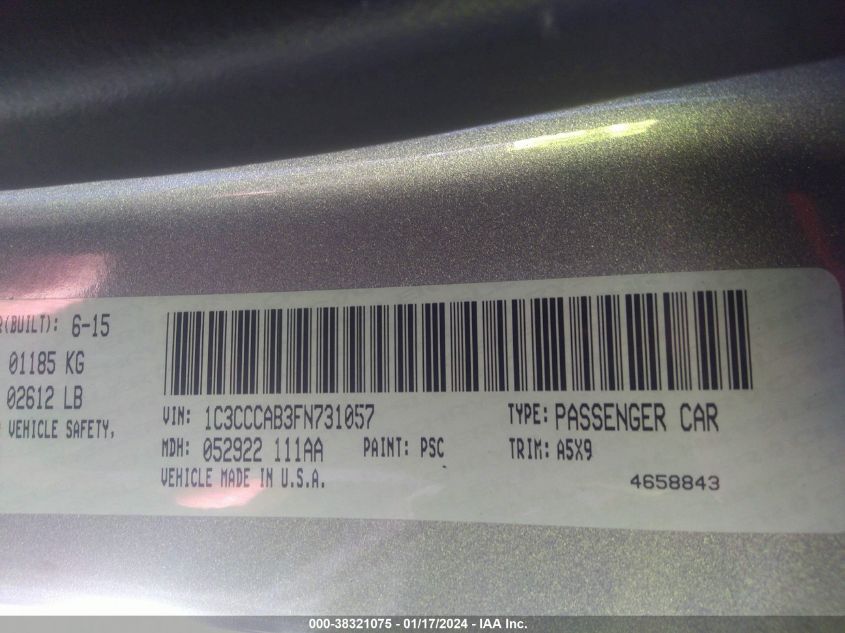 R(BUILT): 6-15
01185 KG
02612 LB
VEHICLE SAFETY,
VIN: 1C3CCCAB3FN731057
TYPE: PASSENGER CAR
MDH: 052922 111AA
PAINT: PSC
TRIM: A5X9
VEHICLE MADE IN U.S.A.
4658843
000-38321075 - 01/17/2024 - IAA Inc.